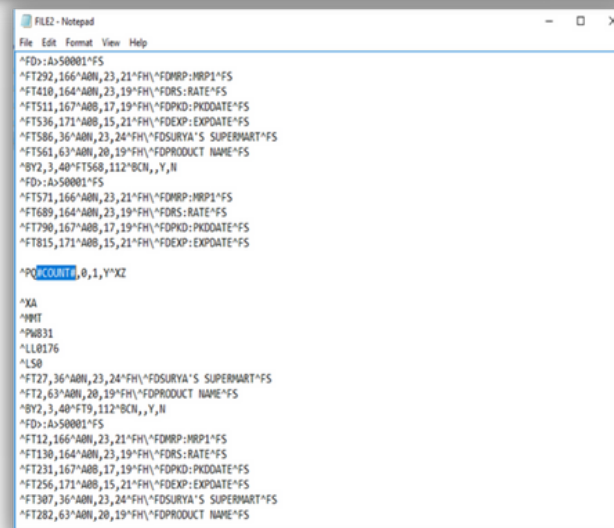 FILE2 - Notepad
File Edit Format View Help
^FD>:A>50001^FS
^FT292,166^A0N,23,21^FH\^FDMRP:MRP1^FS
^FT410,164^A0N,23,19^FH\^FDRS:RATE^FS
^FT511,167^A0B,17,19^FH\^FDPKD:PKDDATE^FS
^FT536,171^A0B,15,21^FH\^FDEXP:EXPDATE^FS
^FT586,36^A0N,23,24^FH\^FDSURYA'S SUPERMART^FS
^FT561,63^A0N,20,19^FH\^FDPRODUCT NAME^FS
^BY2,3,40^FT568,112^BCN,,Y,N
^FD>:A>50001^FS
^FT571,166^A0N,23,21^FH\^FDMRP:MRP1^FS
^FT689,164^A0N,23,19^FH\^FDRS:RATE^FS
^FT790,167^A0B,17,19^FH\^FDPKD:PKDDATE^FS
^FT815,171^A0B,15,21^FH\^FDEXP:EXPDATE^FS
^PQ#COUNT#,0,1,Y^XZ
^XA
^MMT
^PW831
^LL0176
^LS0
^FT27,36^A0N,23,24^FH\^FDSURYA'S SUPERMART^FS
^FT2,63^A0N,20,19^FH\^FDPRODUCT NAME^FS
^BY2,3,40^FT9,112^BCN,,Y,N
^FD>:A>50001^FS
^FT12,166^A0N,23,21^FH\^FDMRP:MRP1^FS
^FT130,164^A0N,23,19^FH\^FDRS:RATE^FS
^FT231,167^A0B,17,19^FH\^FDPKD:PKDDATE^FS
^FT256,171^A0B,15,21^FH\^FDEXP:EXPDATE^FS
^FT307,36^A0N,23,24^FH\^FDSURYA'S SUPERMART^FS
^FT282,63^A0N,20,19^FH\^FDPRODUCT NAME^FS